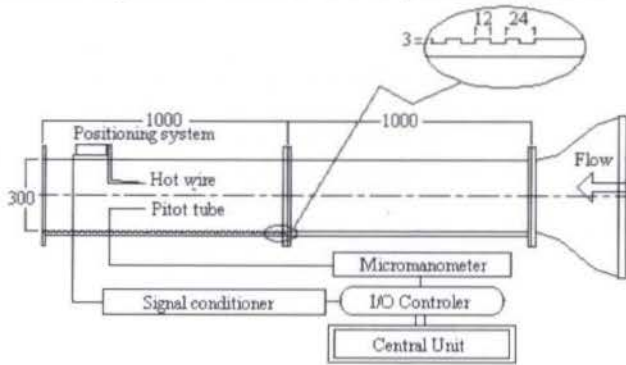 12 24
3=
1000 1000
Positioning system
Flow
Hot wire
300
Pitot tube
Micromanometer
Signal conditioner
I/O Controler
Central Unit